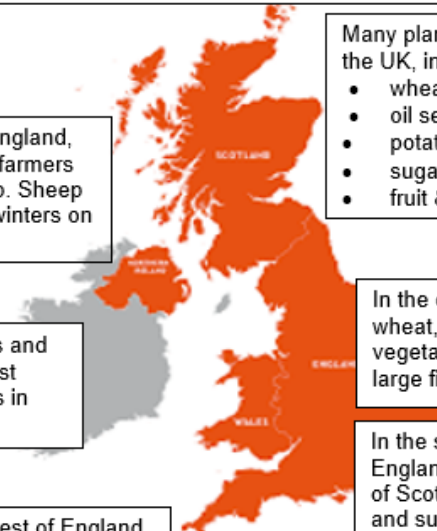 Many plan
the UK, in
• whea
• oil se
• potat
• suga
• fruit &
ngland,
farmers
o. Sheep
winters on
SCOTLAND
NORTHERN
IRELAND
In the
wheat,
vegeta
large fi
s and
st
s in
ENGLAND
WALES
In the s
Englan
of Scot
and su
est of England